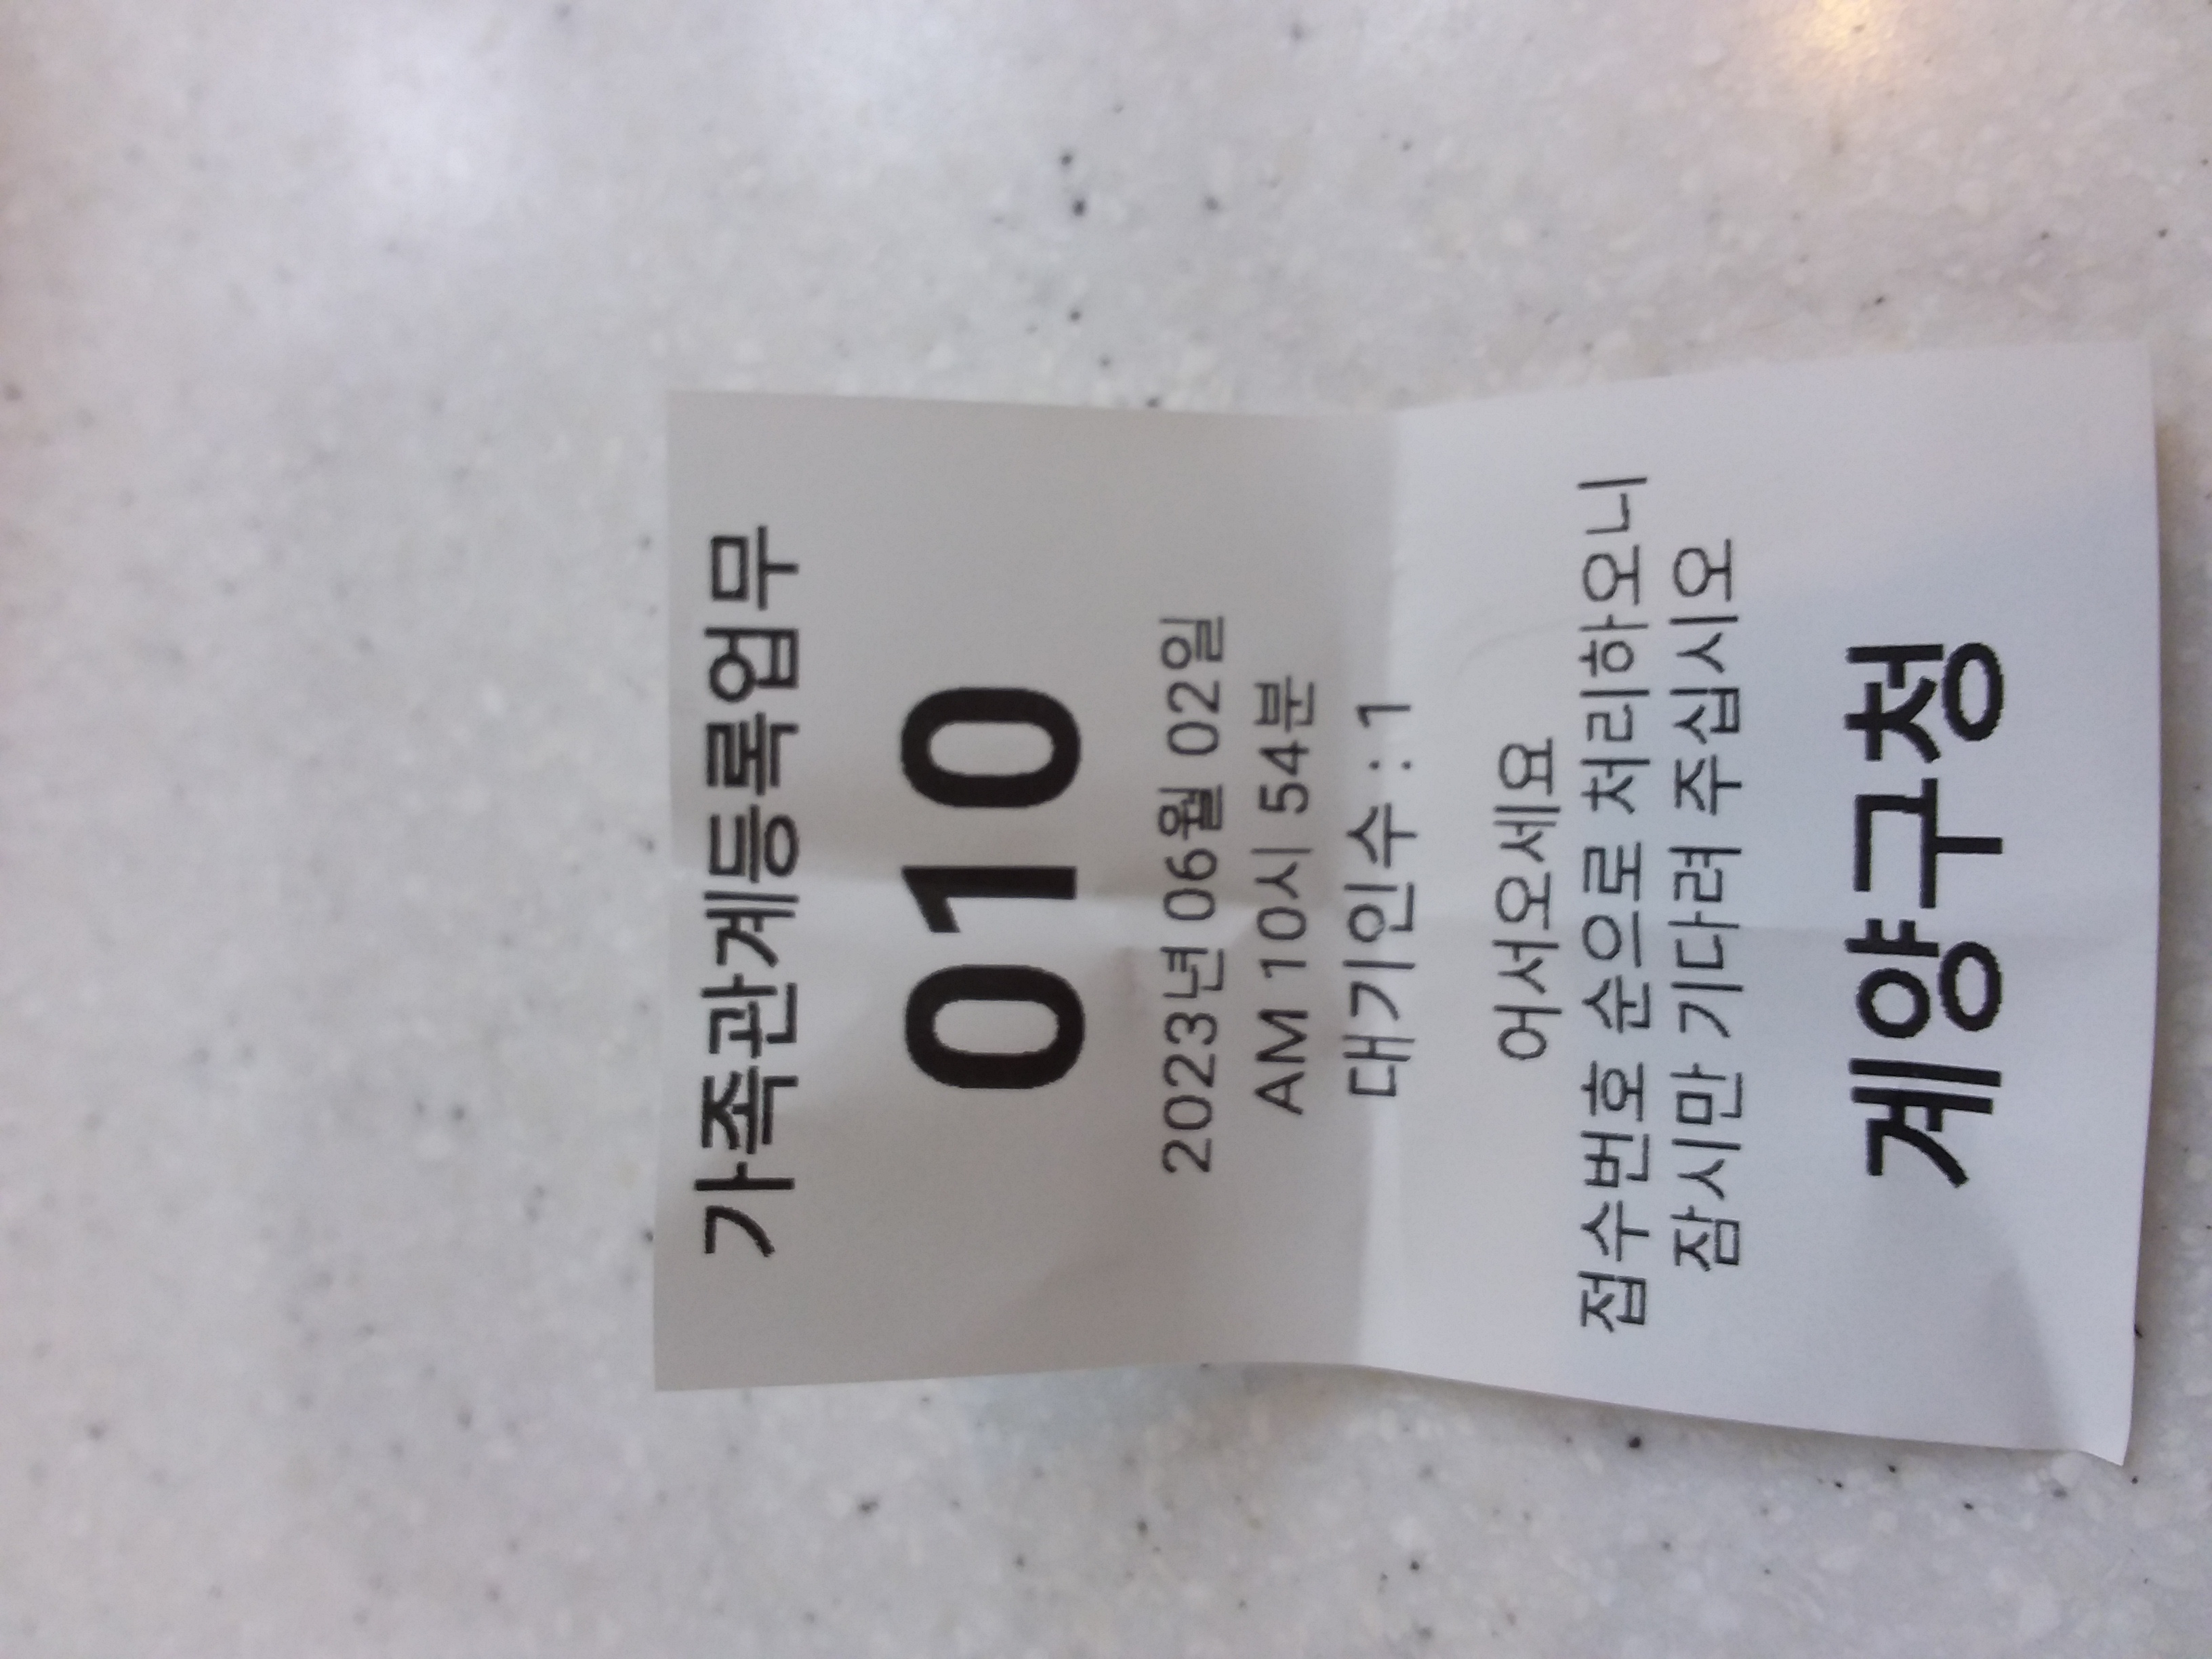 가족관계등록업무
010
2023년 06월 02일
AM 10시 54분
대기인수 : 1
어서오세요
접수번호 순으로 처리하오니
잠시만 기다려 주십시오
계양구청